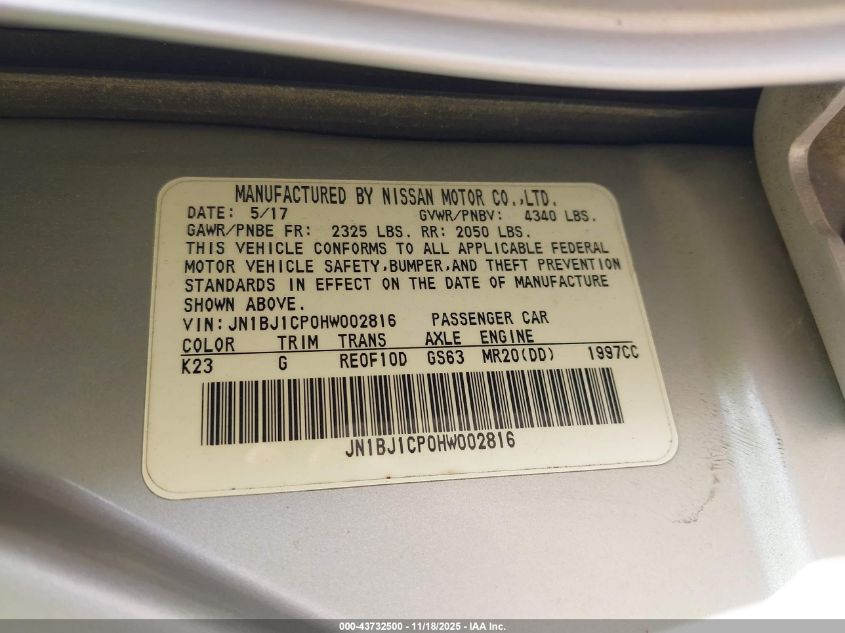 MANUFACTURED BY NISSAN MOTOR CO.,LTD.
DATE: 5/17 GVWR/PNBV: 4340 LBS.
GAWR/PNBE FR: 2325 LBS. RR: 2050 LBS.
THIS VEHICLE CONFORMS TO ALL APPLICABLE FEDERAL
MOTOR VEHICLE SAFETY,BUMPER,AND THEFT PREVENTION
STANDARDS IN EFFECT ON THE DATE OF MANUFACTURE
SHOWN ABOVE.
VIN:JN1BJ1CP0HW002816 PASSENGER CAR
COLOR TRIM TRANS AXLE ENGINE
K23 G RE0F10D GS63 MR20(DD) 1997CC
JN1BJ1CP0HW002816
000-43732500 - 11/18/2025 - IAA Inc.